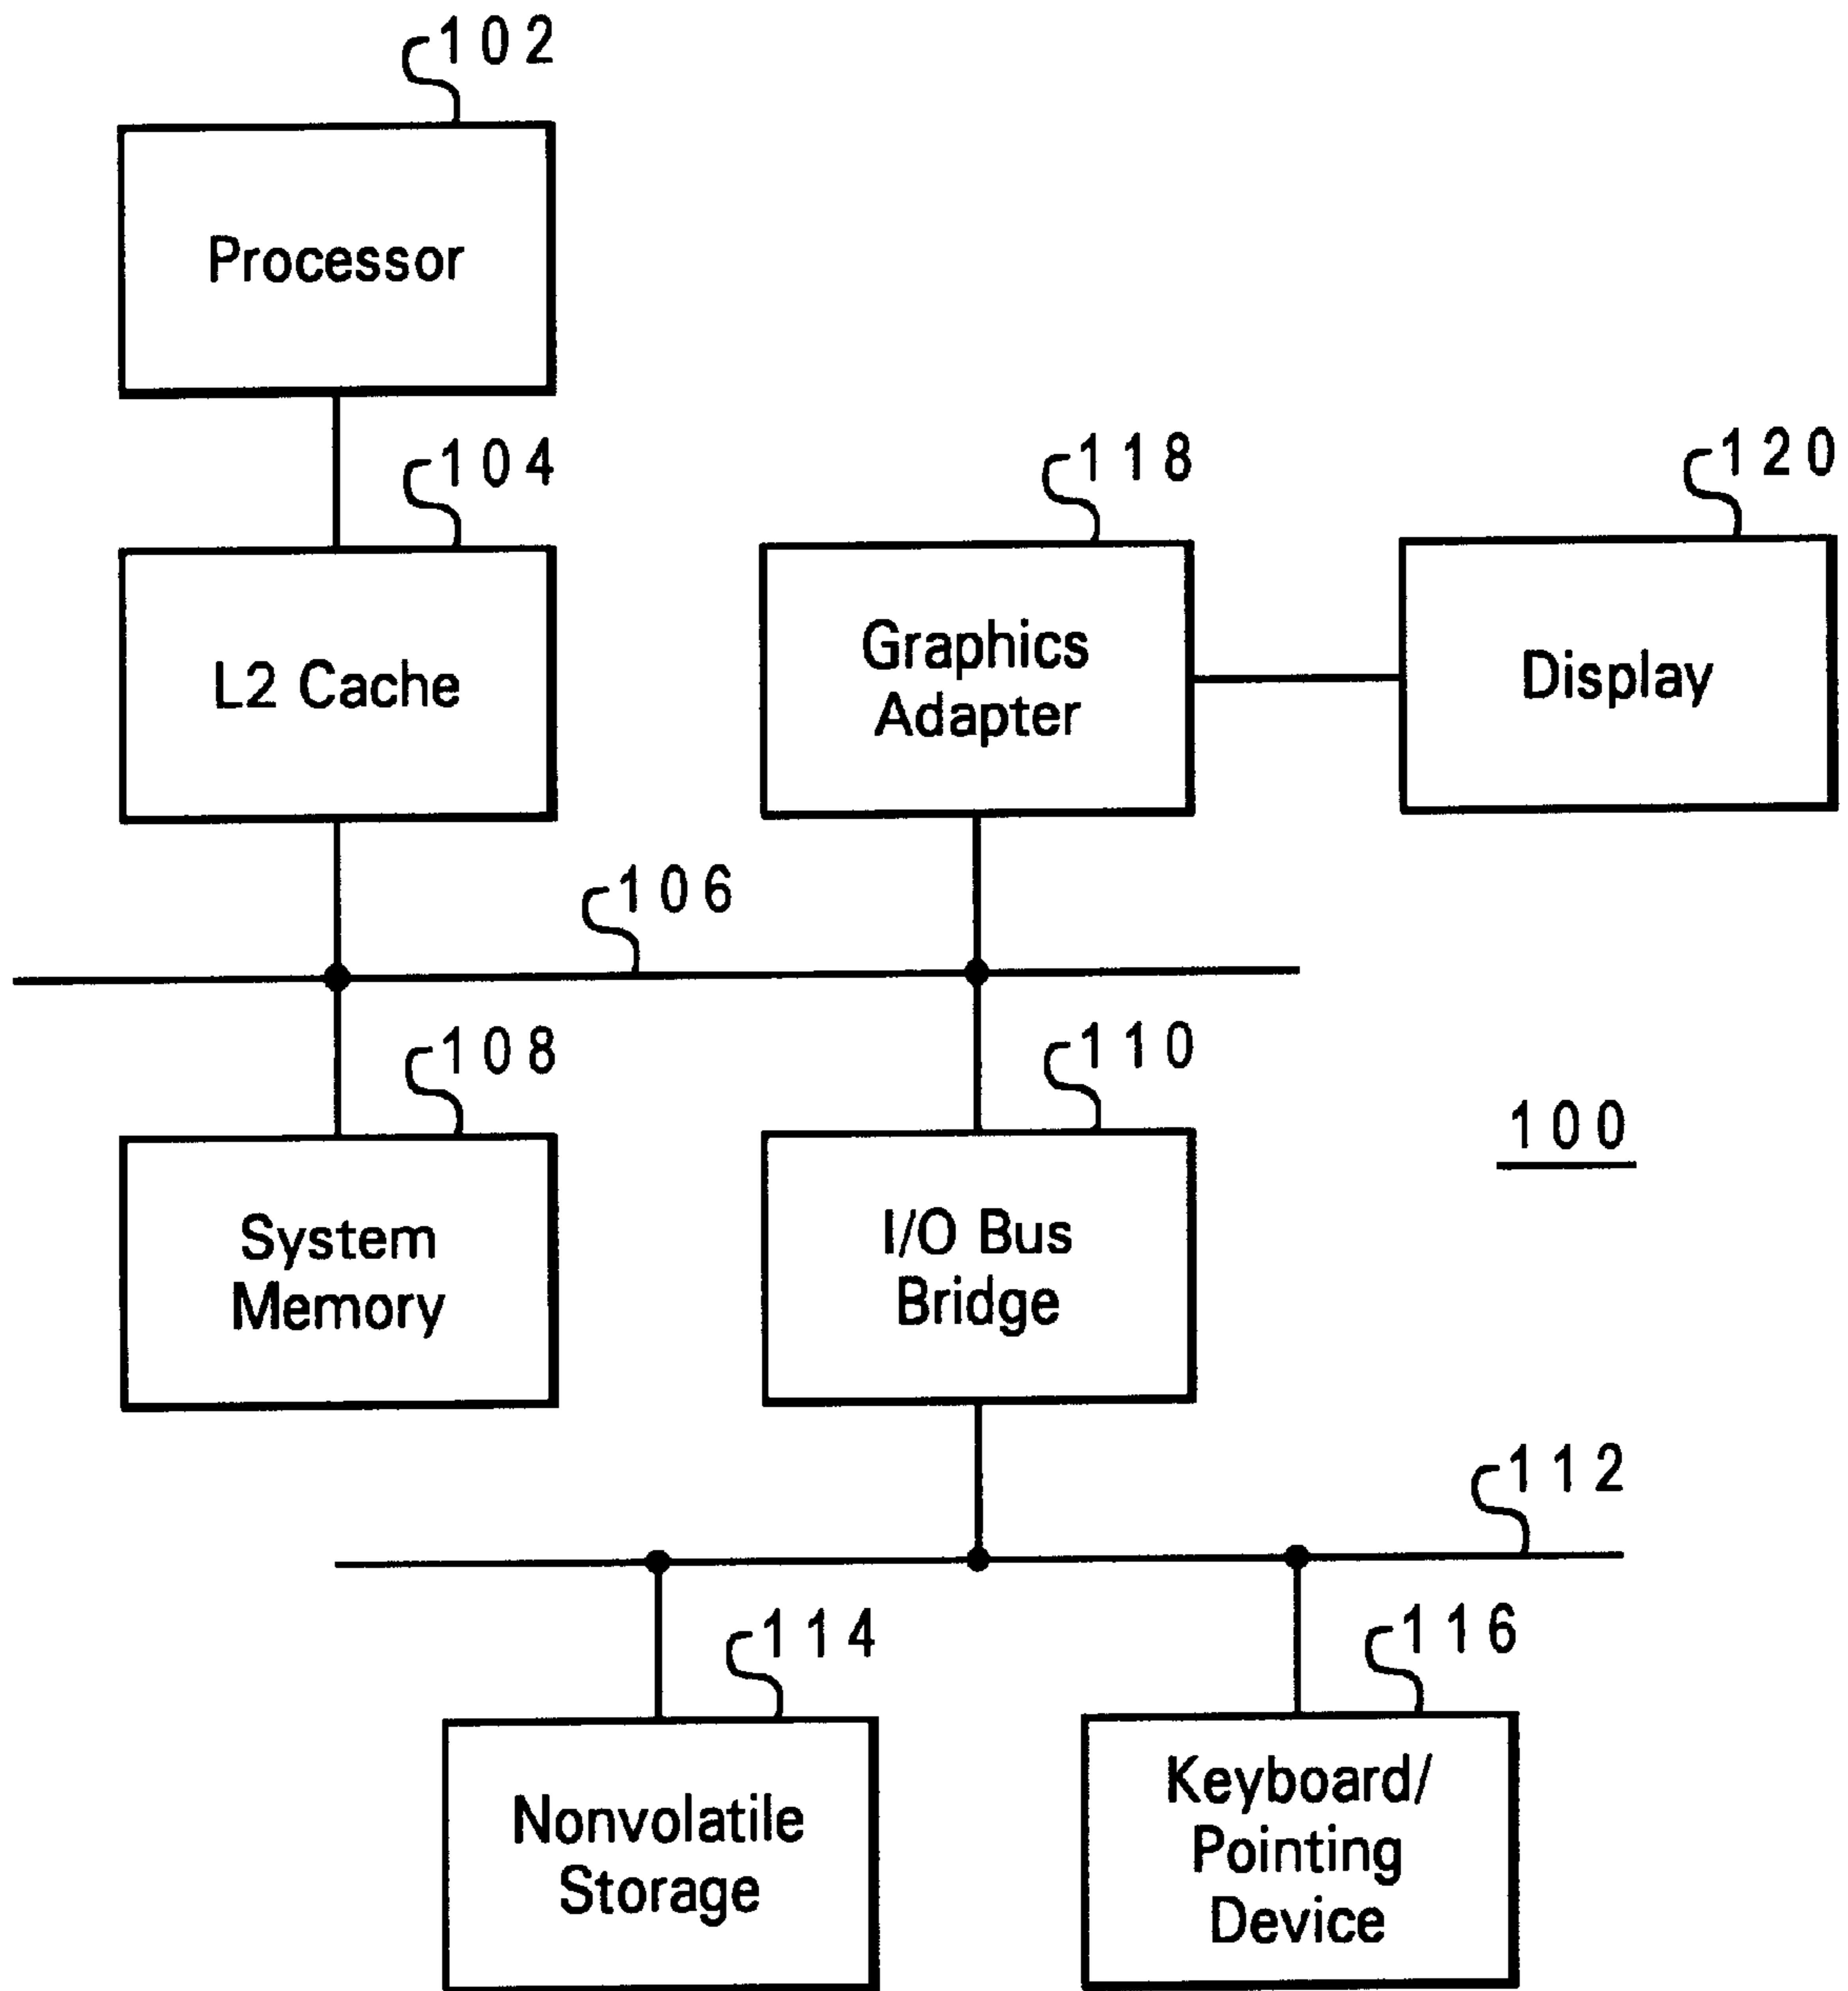 102
Processor
104
118
120
L2 Cache
Graphics
Adapter
Display
106
108
110
100
System
Memory
I/O Bus
Bridge
112
114
116
Nonvolatile
Storage
Keyboard/
Pointing
Device